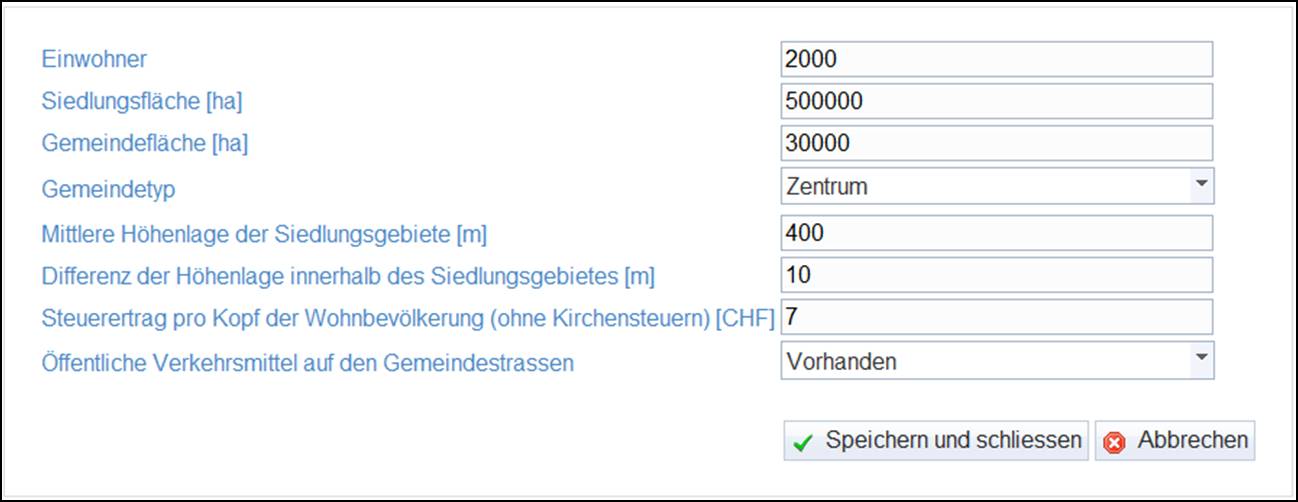 Einwohner 2000
Siedlungsfläche [ha] 500000
Gemeindefläche [ha] 30000
Gemeindetyp Zentrum
Mittlere Höhenlage der Siedlungsgebiete [m] 400
Differenz der Höhenlage innerhalb des Siedlungsgebietes [m] 10
Steuerertrag pro Kopf der Wohnbevölkerung (ohne Kirchensteuern) [CHF] 7
Öffentliche Verkehrsmittel auf den Gemeindestrassen Vorhanden
Speichern und schliessen Abbrechen